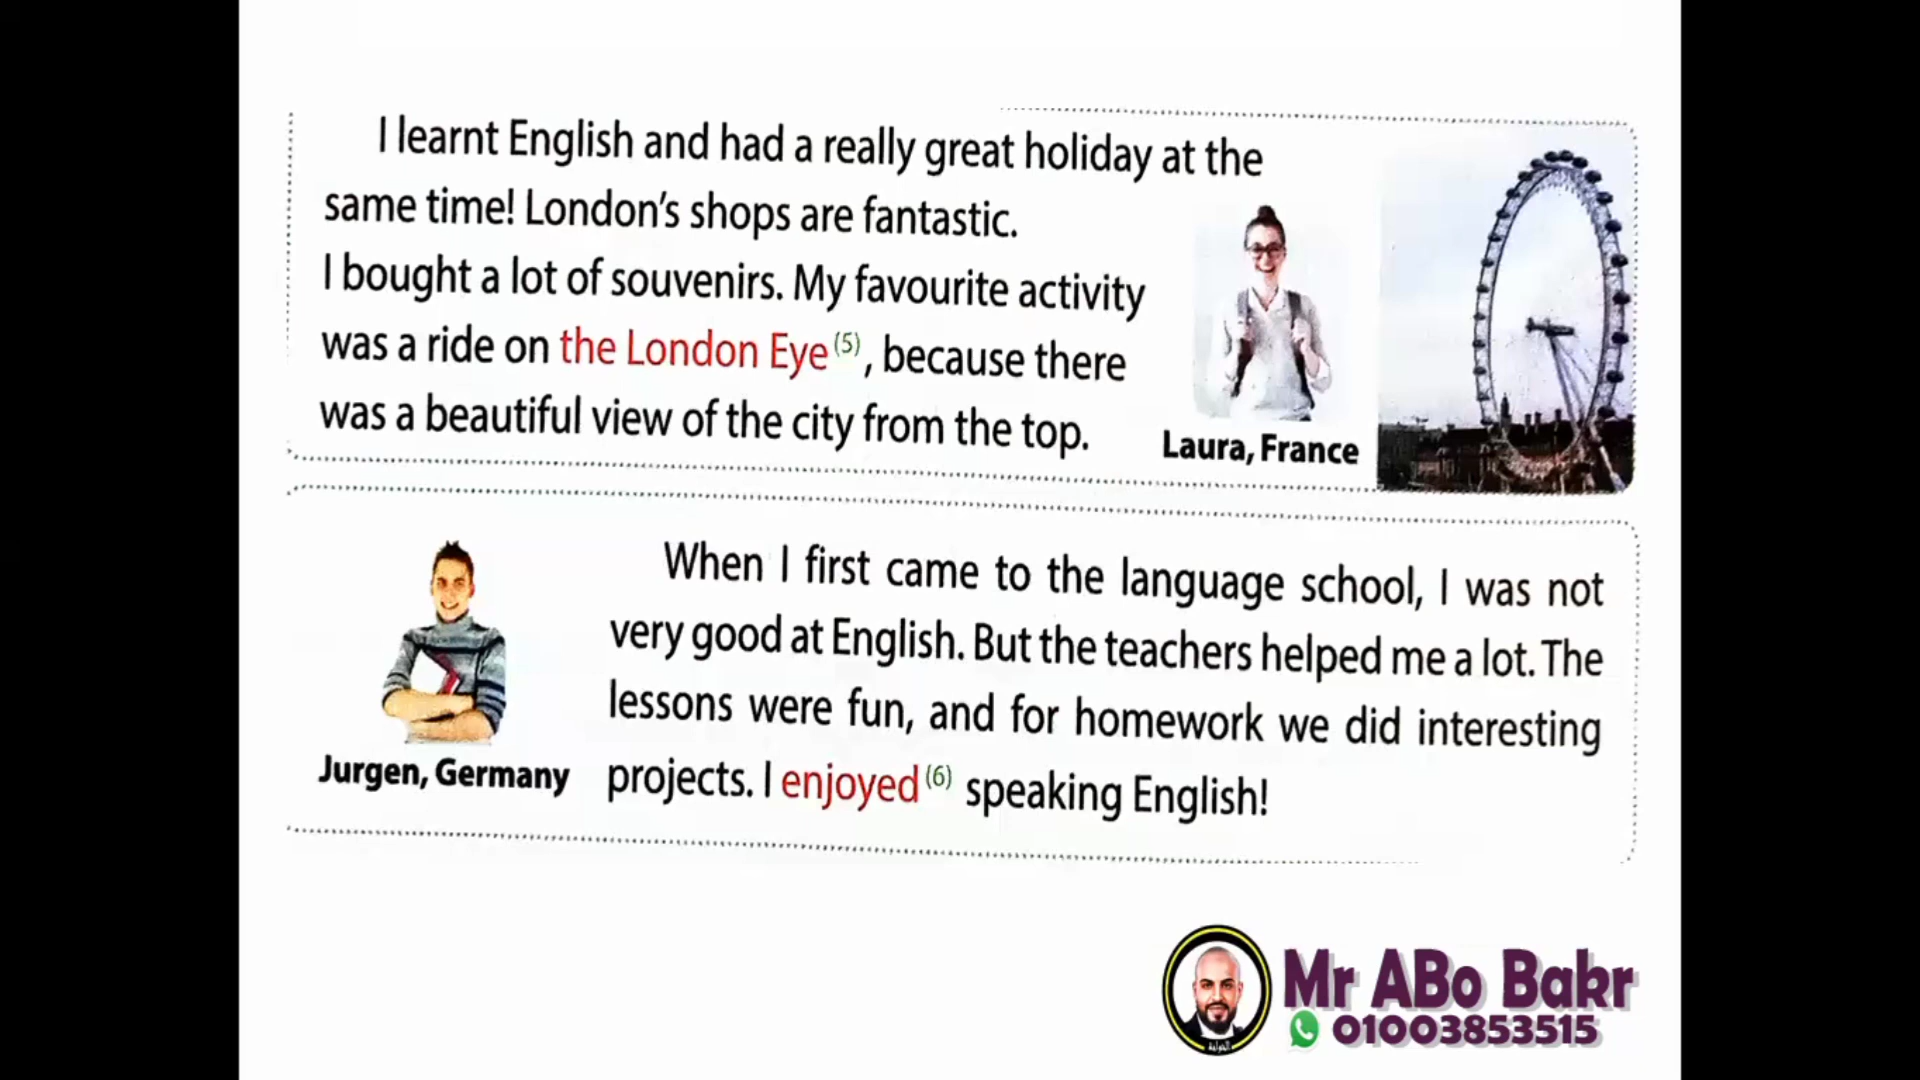 I learnt English and had a really great holiday at the
same time! London's shops are fantastic.
I bought a lot of souvenirs. My favourite activity
was a ride on the London Eye(5), because there
was a beautiful view of the city from the top.
Laura, France
When I first came to the language school, I was not
very good at English. But the teachers helped me a lot. The
lessons were fun, and for homework we did interesting
projects. I enjoyed(6) speaking English!
Jurgen, Germany
Mr ABo Bakr
01003853515